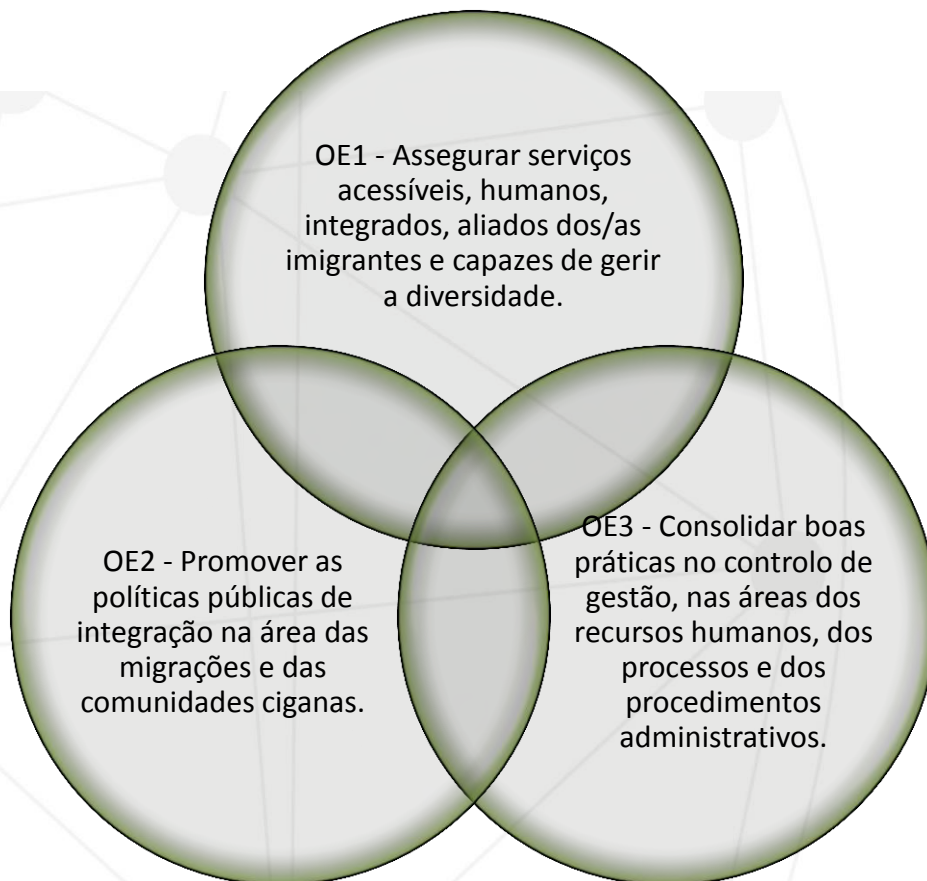 OE1 - Assegurar serviços
acessíveis, humanos,
integrados, aliados dos/as
imigrantes e capazes de gerir
a diversidade.
OE2 - Promover as
políticas públicas de
integração na área das
migrações e das
comunidades ciganas.
OE3 - Consolidar boas
práticas no controlo de
gestão, nas áreas dos
recursos humanos, dos
processos e dos
procedimentos
administrativos.